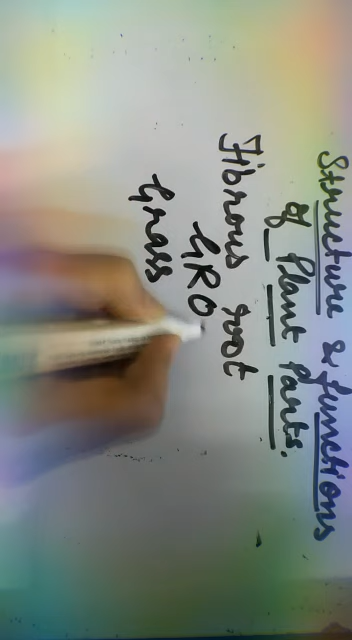 Structure & functions
of Plant Parts.
Fibrous root
GRO
Grass